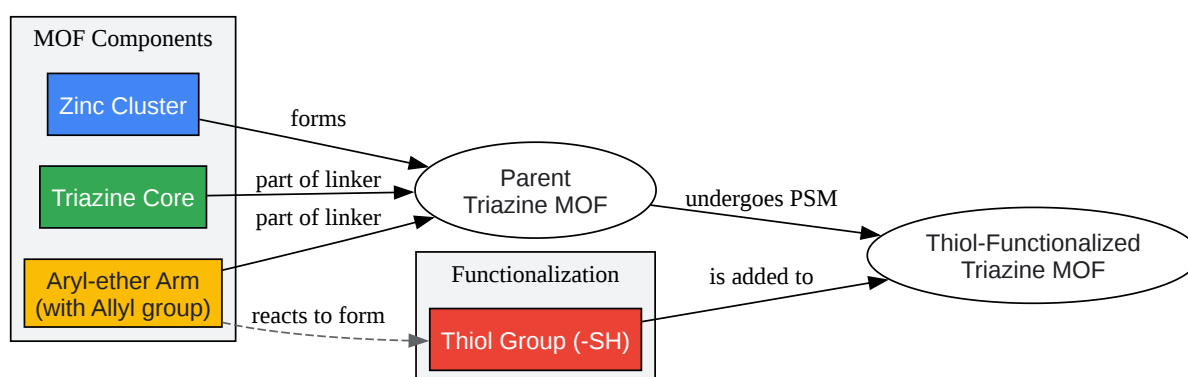 MOF Components
Zinc Cluster
forms
Triazine Core
part of linker
part of linker
Parent
Triazine MOF
undergoes PSM
Aryl-ether Arm
(with Allyl group)
reacts to form
Functionalization
Thiol Group (-SH)
is added to
Thiol-Functionalized
Triazine MOF